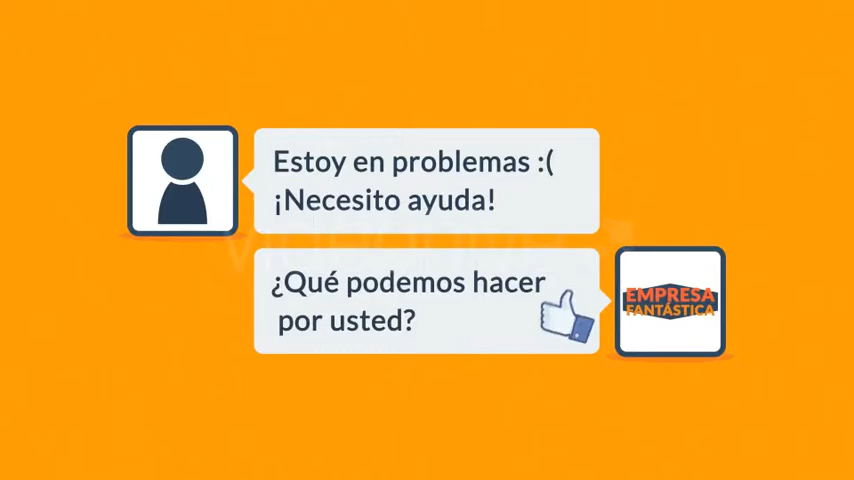 Estoy en problemas :(
¡Necesito ayuda!
¿Qué podemos hacer
por usted?
EMPRESA
FANTÁSTICA